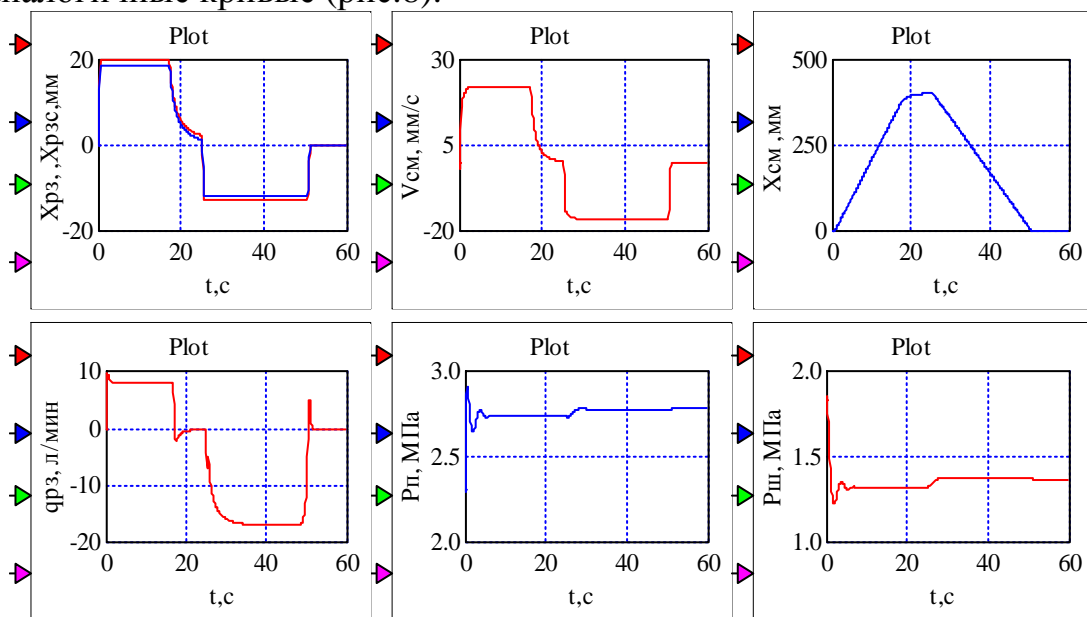 аналогичные кривые (рис.8).
Plot
Xрз, ,Xрзс,мм
20
0
-20
0 20 40 60
t,c
Plot
Vсм, мм/с
30
5
-20
0 20 40 60
t,c
Plot
Xсм ,мм
500
250
0
0 20 40 60
t,c
Plot
qрз, л/мин
10
0
-10
-20
0 20 40 60
t,c
Plot
Рп, МПа
3.0
2.5
2.0
0 20 40 60
t,c
Plot
Рш, МПа
2.0
1.5
1.0
0 20 40 60
t,c